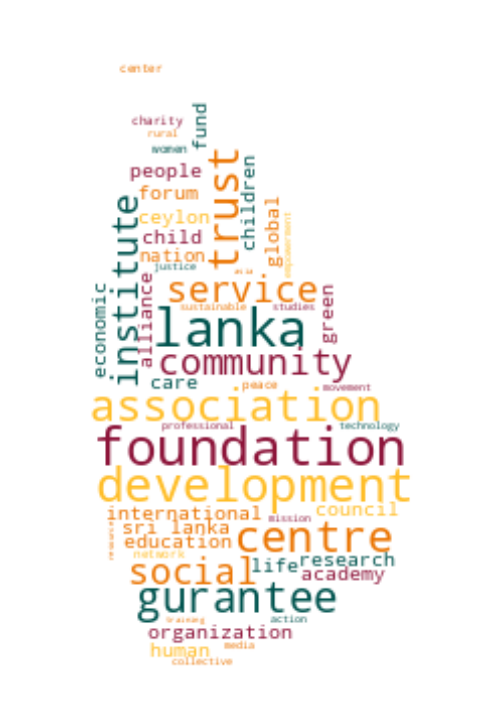 center
charity
fund
rural
women
trust
children
people
forum
institute
ceylon
global
empowerment
child
nation
justice
asia
alliance
economic
service
green
sustainable
studies
lanka
community
care
peace
movement
association
professional
technology
foundation
development
international
council
mission
sri lanka
resource
centre
education
network
research
life
social
academy
gurantee
training
action
organization
media
human
collective